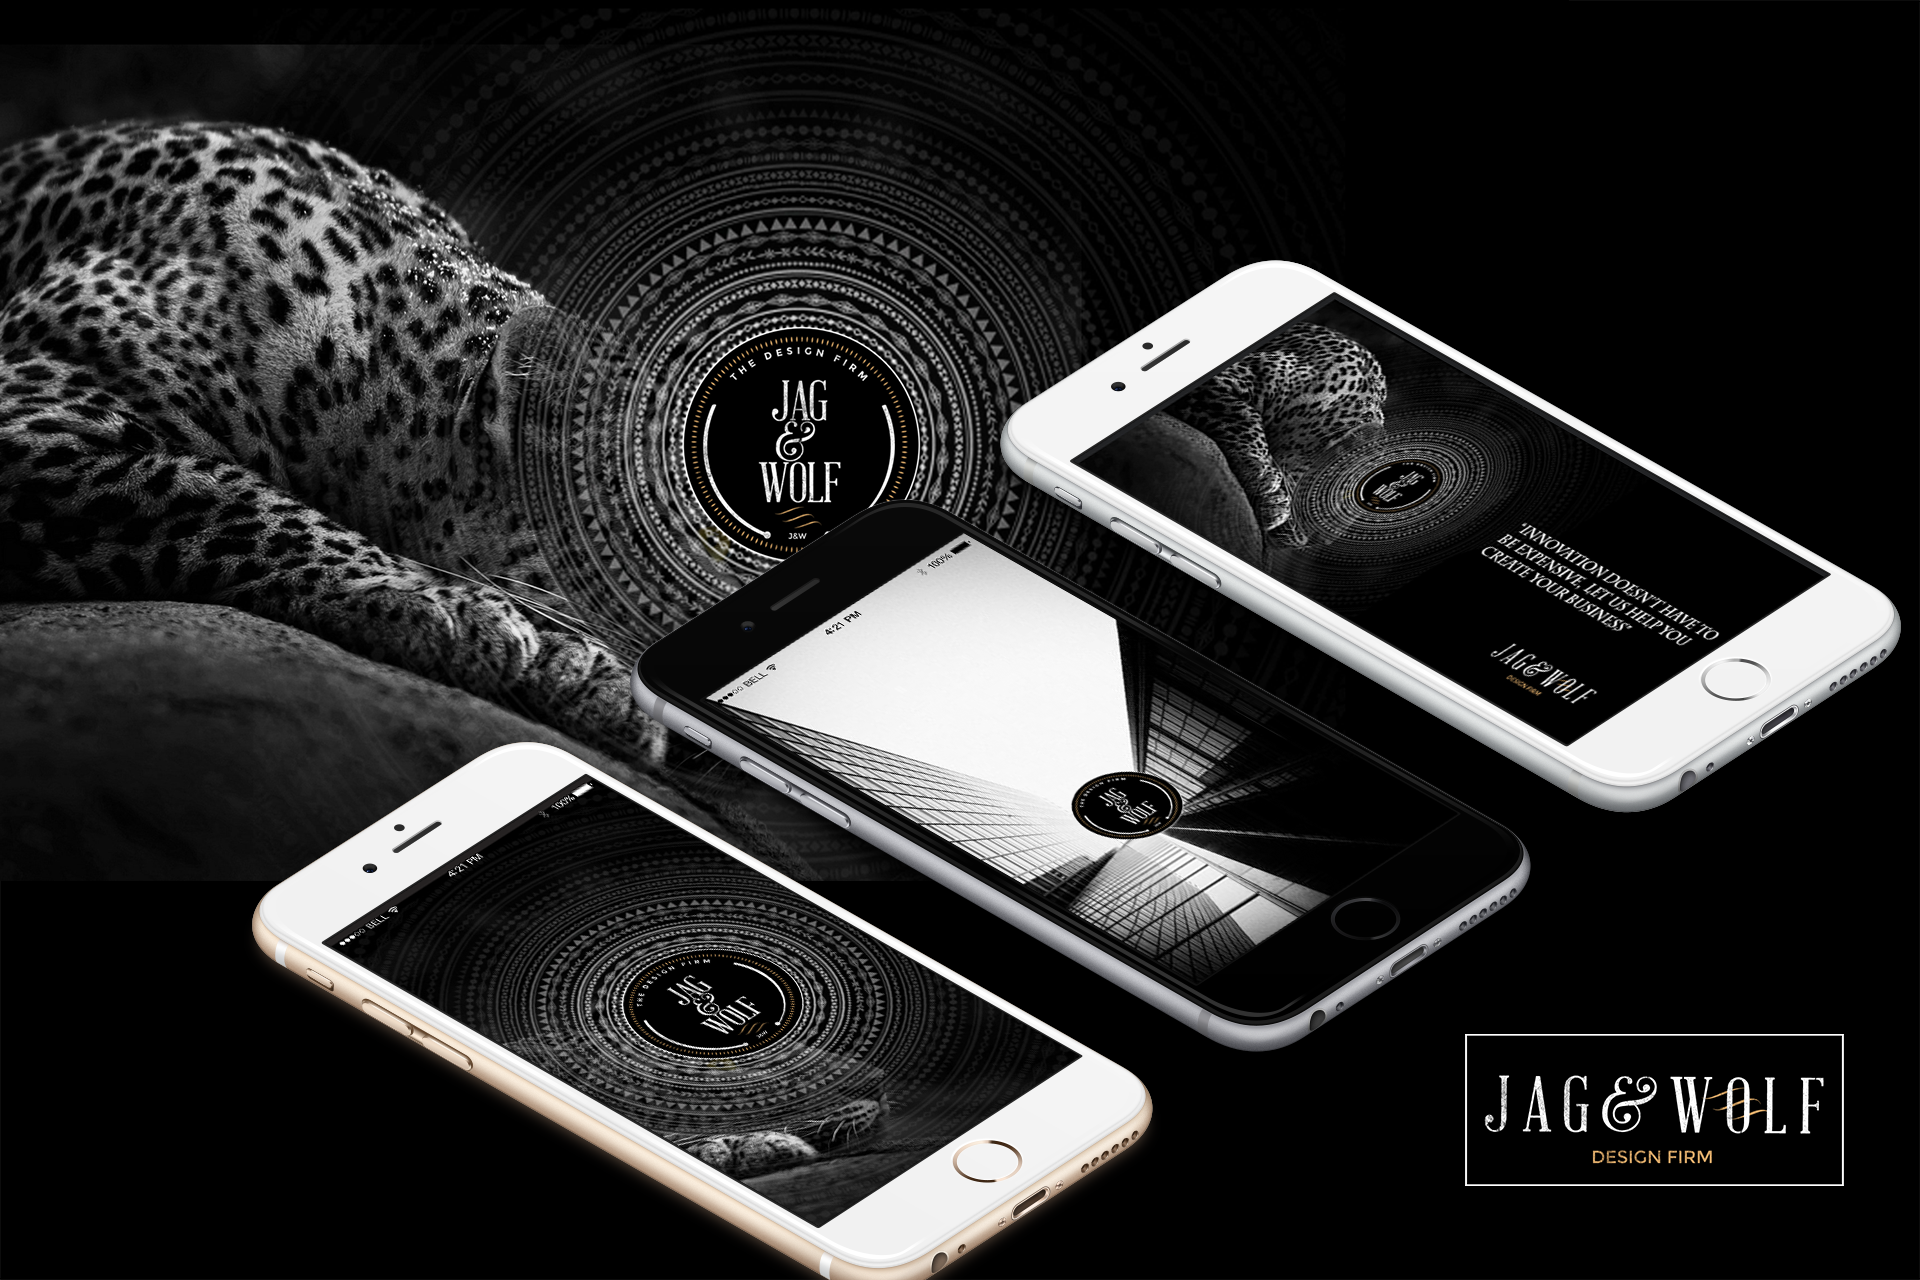 THE DESIGN FIRM
JAG
&
WOLF
J&W
"INNOVATION DOESN'T HAVE TO
BE EXPENSIVE, LET US HELP YOU
CREATE YOUR BUSINESS"
JAG & WOLF
DESIGN FIRM
BELL
4:21 PM
100%
THE DESIGN FIRM
JAG
&
WOLF
BELL
4:21 PM
100%
THE DESIGN FIRM
JAG
&
WOLF
J&W
JAG
&
WOLF
JAG & WOLF
DESIGN FIRM